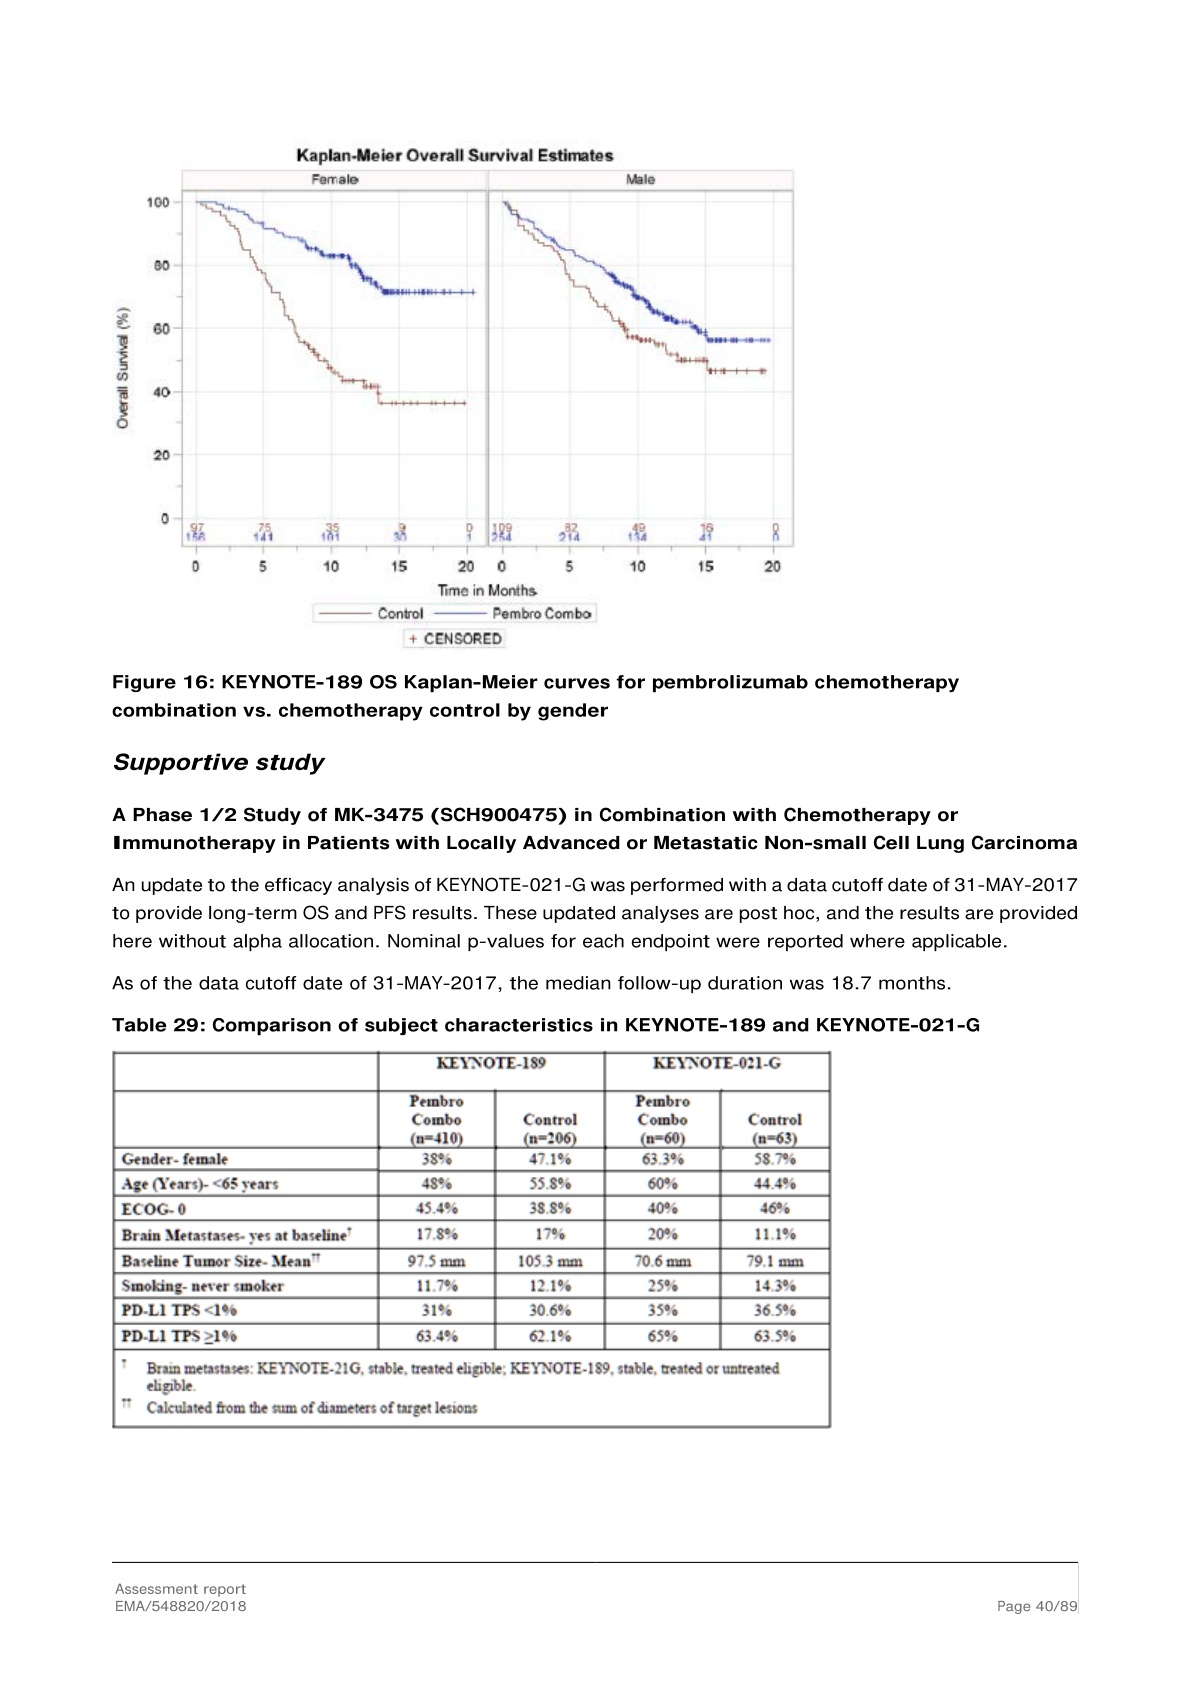 Kaplan-Meier Overall Survival Estimates
Female Male
100
80
60
40
20
0
Overall Survival (%)
97 75 35 9 0 109 82 49 16 0
156 141 101 30 1 254 214 134 41 0
0 5 10 15 20 0 5 10 15 20
Time in Months
Control Pembro Combo
+ CENSORED
Figure 16: KEYNOTE-189 OS Kaplan-Meier curves for pembrolizumab chemotherapy
combination vs. chemotherapy control by gender
Supportive study
A Phase 1/2 Study of MK-3475 (SCH900475) in Combination with Chemotherapy or
Immunotherapy in Patients with Locally Advanced or Metastatic Non-small Cell Lung Carcinoma
An update to the efficacy analysis of KEYNOTE-021-G was performed with a data cutoff date of 31-MAY-2017
to provide long-term OS and PFS results. These updated analyses are post hoc, and the results are provided
here without alpha allocation. Nominal p-values for each endpoint were reported where applicable.
As of the data cutoff date of 31-MAY-2017, the median follow-up duration was 18.7 months.
Table 29: Comparison of subject characteristics in KEYNOTE-189 and KEYNOTE-021-G
KEYNOTE-189 KEYNOTE-021-G
Pembro Pembro
Combo Control Combo Control
(n=410) (n=206) (n=60) (n=63)
Gender- female 38% 47.1% 63.3% 58.7%
Age (Years)- <65 years 48% 55.8% 60% 44.4%
ECOG- 0 45.4% 38.8% 40% 46%
Brain Metastases- yes at baseline† 17.8% 17% 20% 11.1%
Baseline Tumor Size- Mean†† 97.5 mm 105.3 mm 70.6 mm 79.1 mm
Smoking- never smoker 11.7% 12.1% 25% 14.3%
PD-L1 TPS <1% 31% 30.6% 35% 36.5%
PD-L1 TPS ≥1% 63.4% 62.1% 65% 63.5%
† Brain metastases: KEYNOTE-21G, stable, treated eligible; KEYNOTE-189, stable, treated or untreated
eligible.
†† Calculated from the sum of diameters of target lesions
Assessment report
EMA/548820/2018 Page 40/89